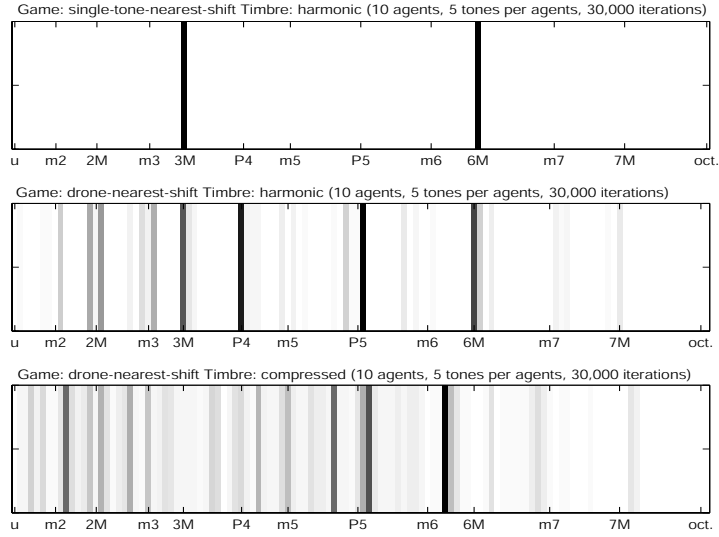 Game: single-tone-nearest-shift Timbre: harmonic (10 agents, 5 tones per agents, 30,000 iterations)
u m2 2M m3 3M P4 m5 P5 m6 6M m7 7M oct.
Game: drone-nearest-shift Timbre: harmonic (10 agents, 5 tones per agents, 30,000 iterations)
u m2 2M m3 3M P4 m5 P5 m6 6M m7 7M oct.
Game: drone-nearest-shift Timbre: compressed (10 agents, 5 tones per agents, 30,000 iterations)
u m2 2M m3 3M P4 m5 P5 m6 6M m7 7M oct.